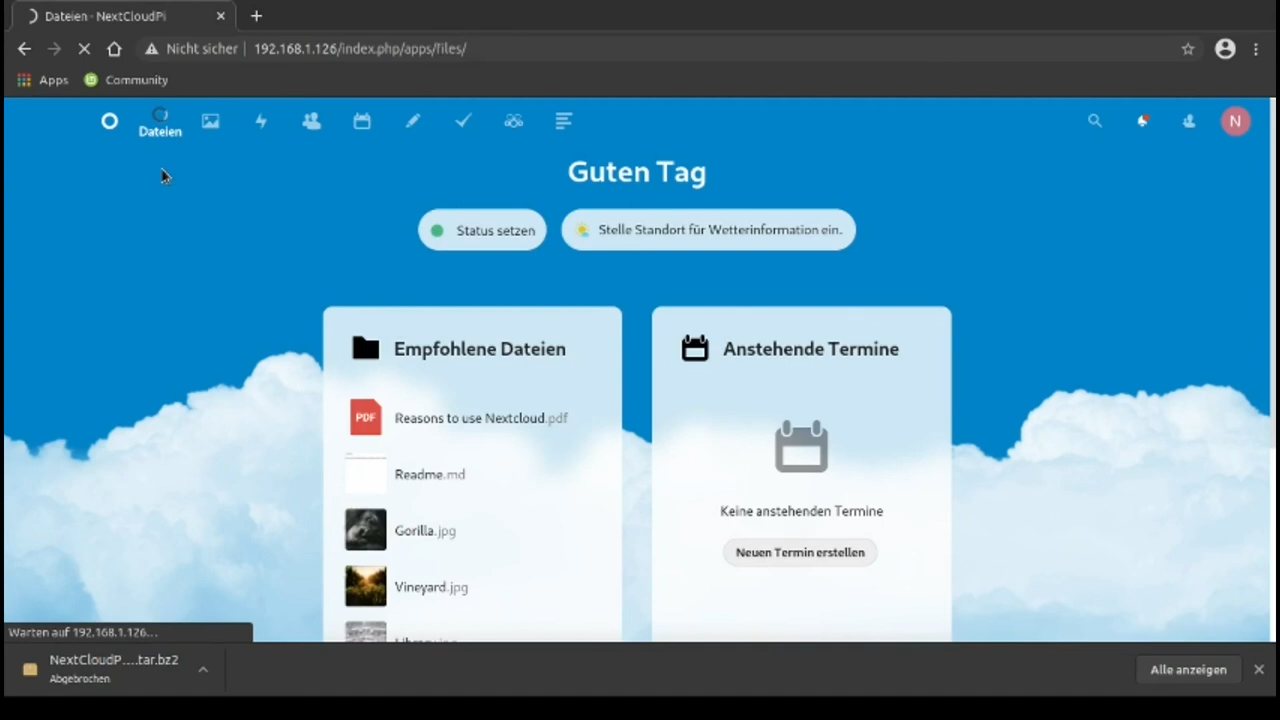 Dateien - NextCloudPi
Nicht sicher
192.168.1.126/index.php/apps/files/
Apps
Community
Dateien
N
Guten Tag
Status setzen
Stelle Standort für Wetterinformation ein.
Empfohlene Dateien
PDF
Reasons to use Nextcloud.pdf
Readme.md
Gorilla.jpg
Vineyard.jpg
Anstehende Termine
Keine anstehenden Termine
Neuen Termin erstellen
Warten auf 192.168.1.126...
NextCloudP....tar.bz2
Abgebrochen
Alle anzeigen